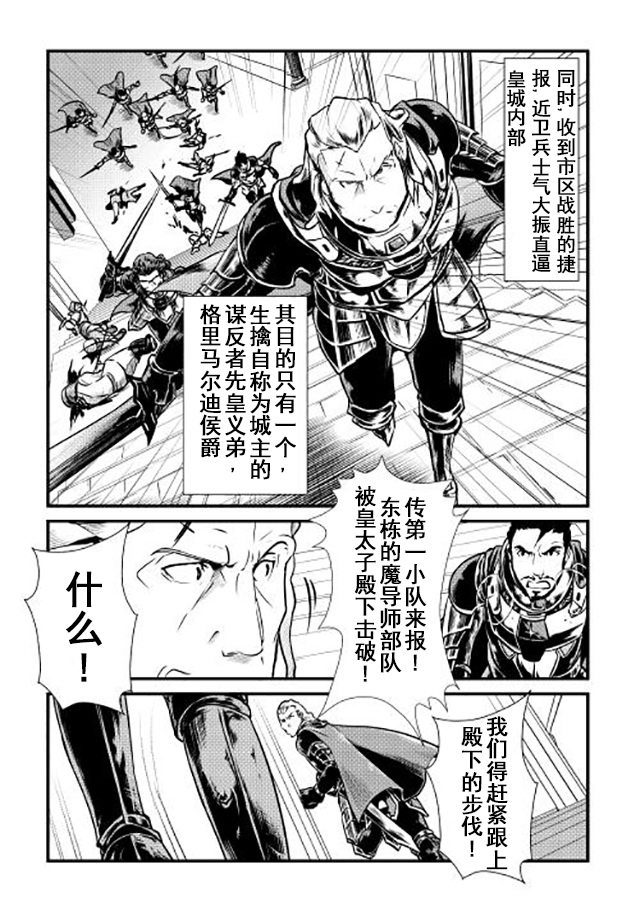 同时,收到市区战胜的捷
报,近卫兵士气大振直逼
皇城内部
其目的只有一个，
生擒自称为城主的
谋反者先皇义弟，
格里马尔迪侯爵
传第一小队来报！
东栋的魔导师部队
被皇太子殿下击破！
什么！
我们得赶紧跟上
殿下的步伐！